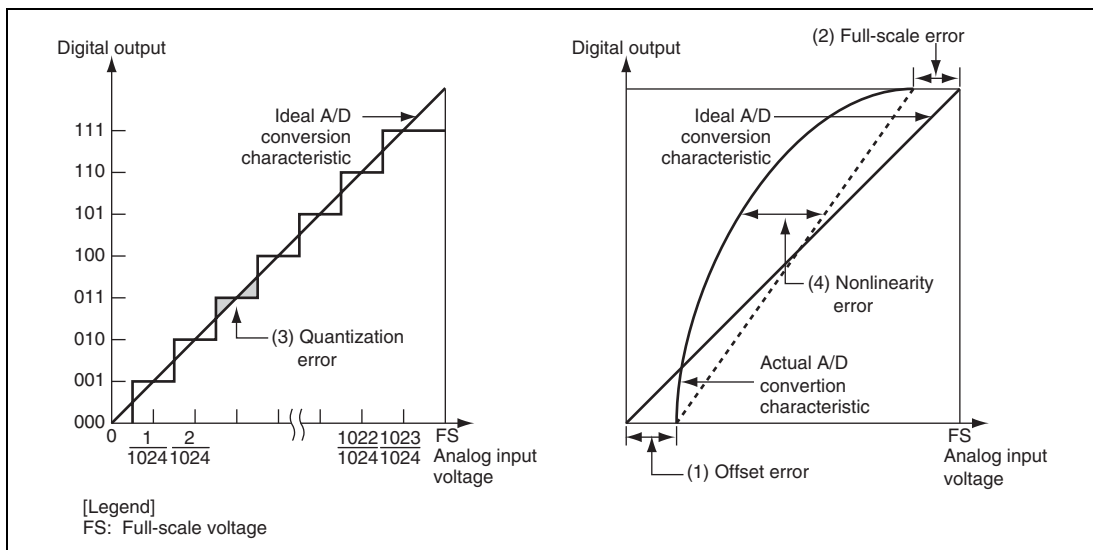 Digital output
Ideal A/D
conversion
characteristic
111
110
101
100
011
010
001
000
(3) Quantization
error
0
1
1024
2
1024
1022
1024
1023
1024
FS
Analog input
voltage
[Legend]
FS: Full-scale voltage
(2) Full-scale error
Digital output
Ideal A/D
conversion
characteristic
(4) Nonlinearity
error
Actual A/D
convertion
characteristic
FS
Analog input
voltage
(1) Offset error